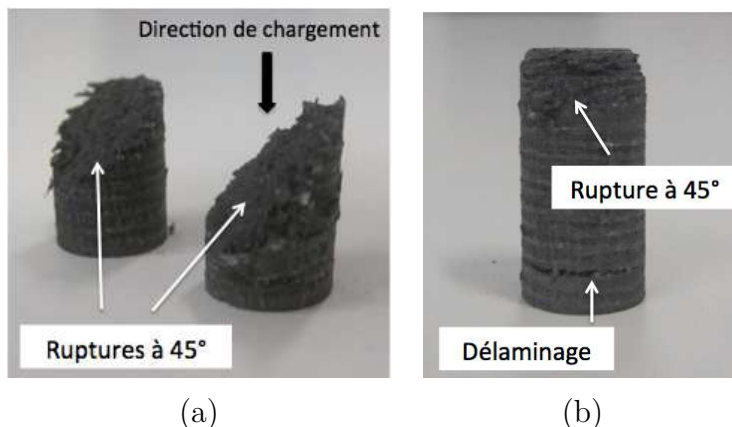 Direction de chargement
Ruptures à 45°
(a)
Rupture à 45°
Délaminage
(b)